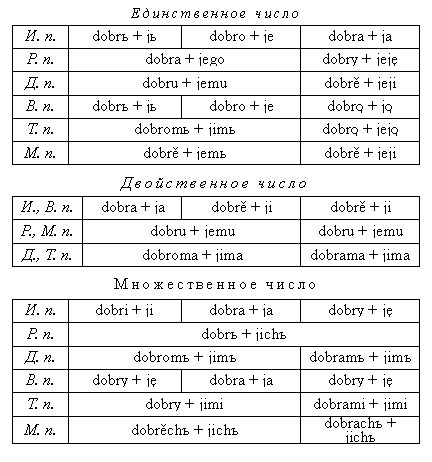 Единственное число
И. п. dobrъ + jь dobro + je dobra + ja
Р. п. dobra + jego dobry + jeję
Д. п. dobru + jemu dobrě + jeji
В. п. dobrъ + jь dobro + je dobrǫ + jǫ
Т. п. dobromь + jimь dobrǫ + jejǫ
М. п. dobrě + jemь dobrě + jeji
Двойственное число
И., В. п. dobra + ja dobrě + ji dobrě + ji
Р., М. п. dobru + jemu dobru + jemu
Д., Т. п. dobroma + jima dobrama + jima
Множественное число
И. п. dobri + ji dobra + ja dobry + ję
Р. п. dobrъ + jichъ
Д. п. dobromъ + jimъ dobramъ + jimъ
В. п. dobry + ję dobra + ja dobry + ję
Т. п. dobry + jimi dobrami + jimi
М. п. dobrěchъ + jichъ dobrachъ +
jichъ